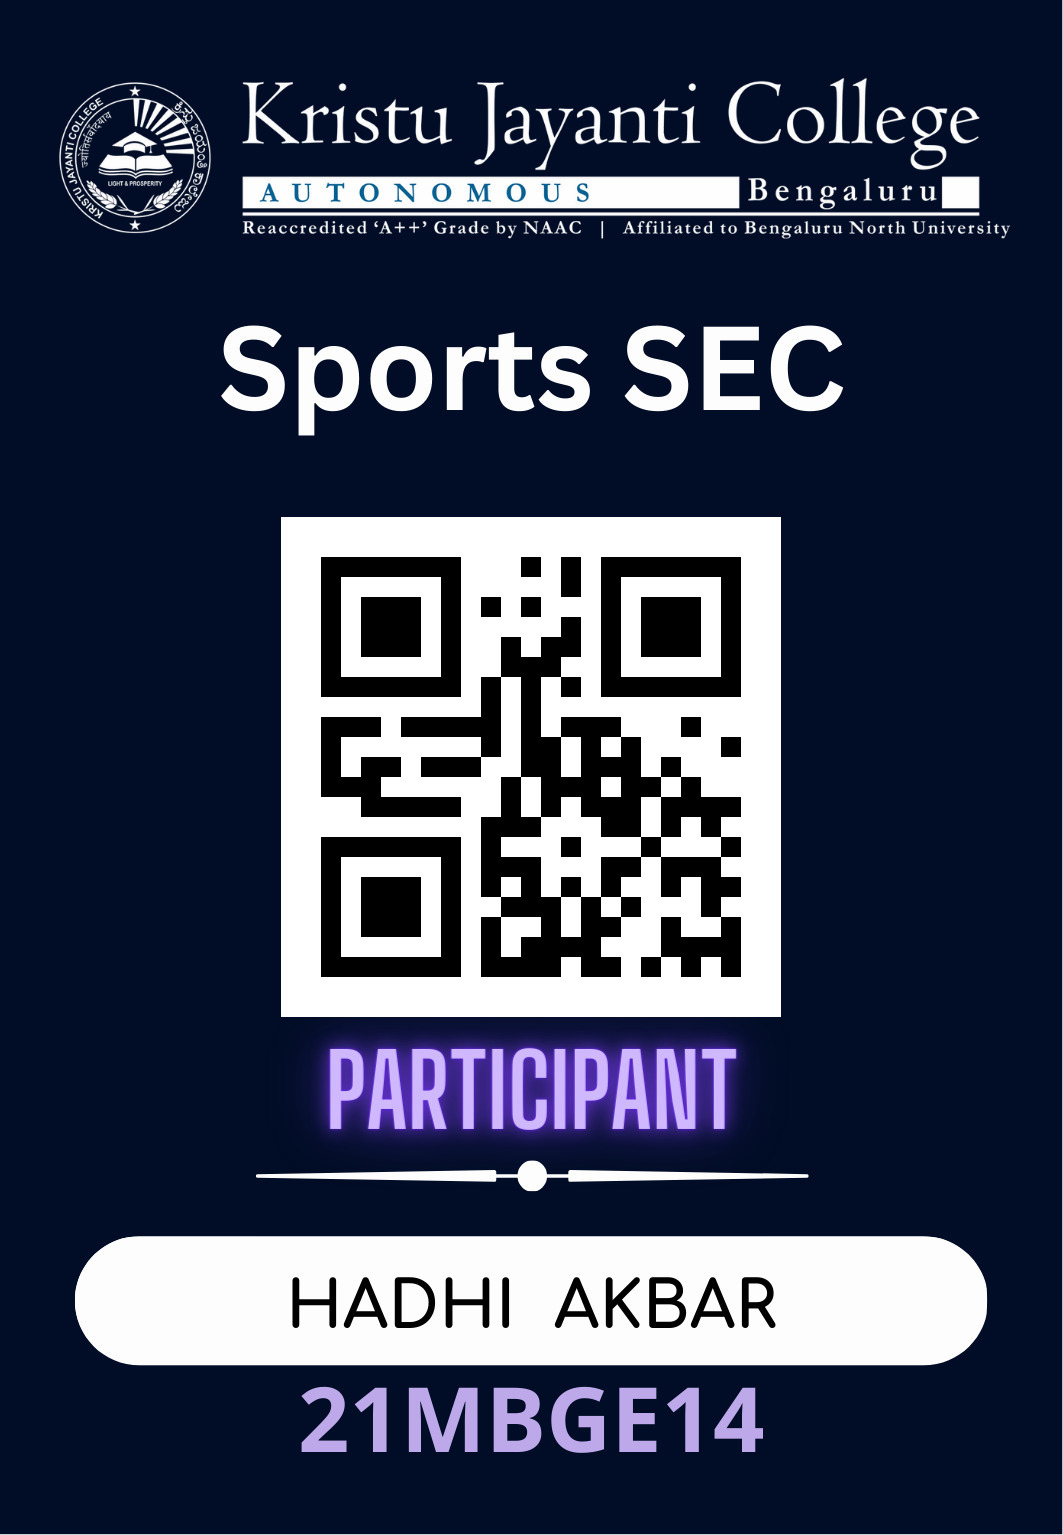 KRISTU JAYANTI COLLEGE
LIGHT & PROSPERITY
Kristu Jayanti College
AUTONOMOUS Bengaluru
Reaccredited ‘A++’ Grade by NAAC | Affiliated to Bengaluru North University
Sports SEC
PARTICIPANT
HADHI AKBAR
21MBGE14